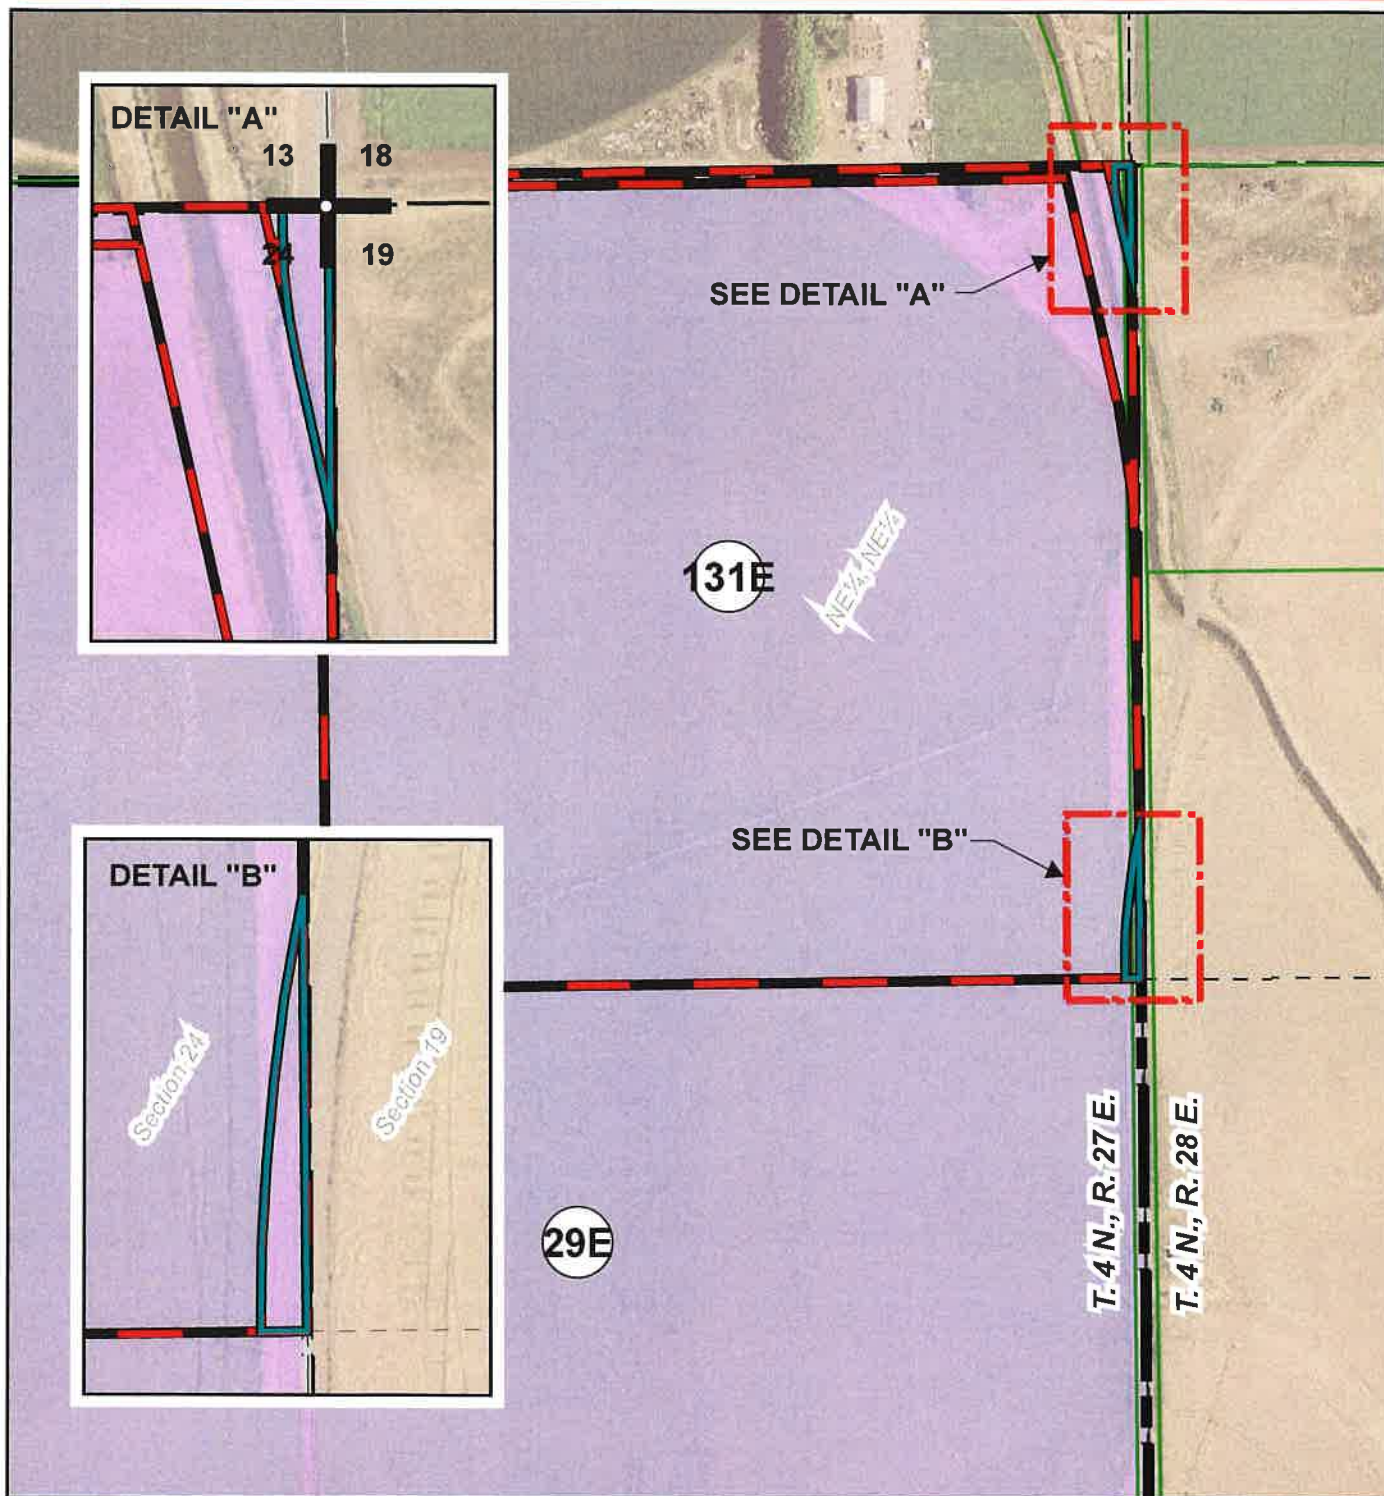 DETAIL "A"
13 18
24 19
SEE DETAIL "A"
131E
NE¼, NE¼
SEE DETAIL "B"
DETAIL "B"
Section 24
Section 19
29E
T. 4 N., R. 27 E.
T. 4 N., R. 28 E.